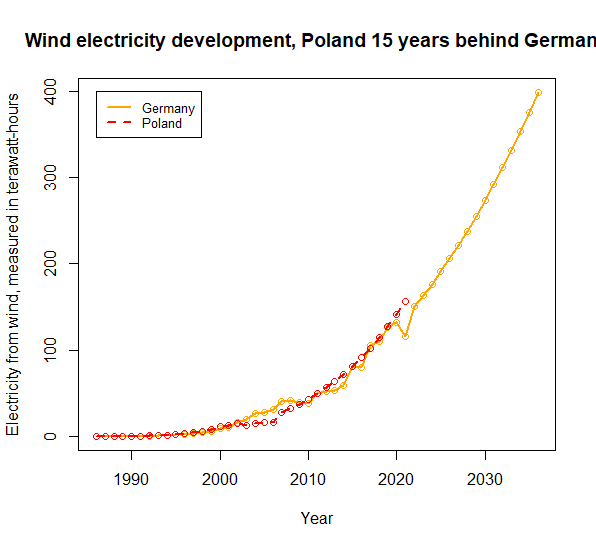 Wind electricity development, Poland 15 years behind German
Electricity from wind, measured in terawatt-hours
400
300
200
100
0
Germany
Poland
1990
2000
2010
2020
2030
Year